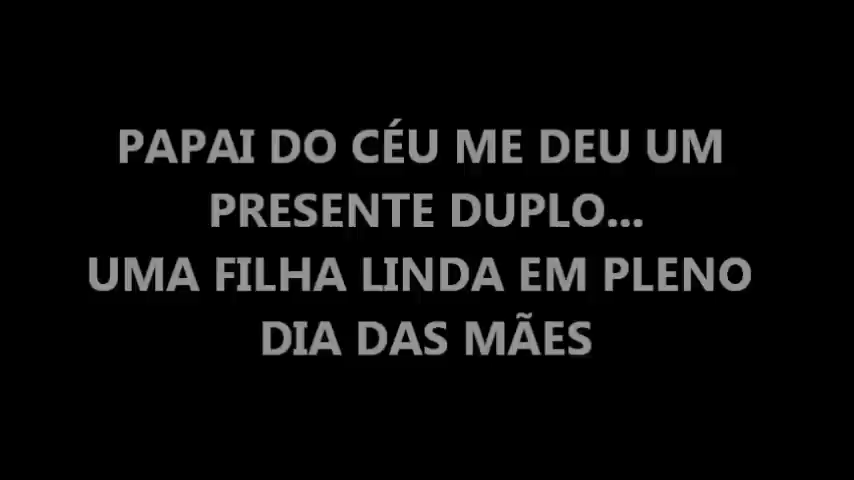 PAPAI DO CÉU ME DEU UM
PRESENTE DUPLO...
UMA FILHA LINDA EM PLENO
DIA DAS MÃES